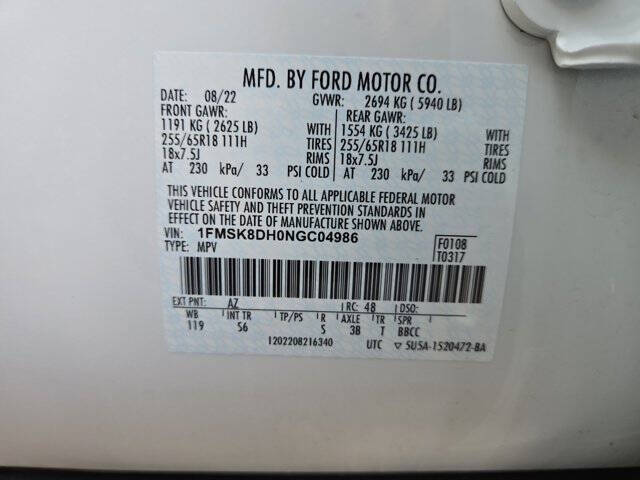 MFD. BY FORD MOTOR CO.
DATE: 08/22 GVWR: 2694 KG ( 5940 LB)
FRONT GAWR: REAR GAWR:
1191 KG ( 2625 LB) WITH 1554 KG ( 3425 LB) WITH
255/65R18 111H TIRES 255/65R18 111H TIRES
18x7.5J RIMS 18x7.5J RIMS
AT 230 kPa/ 33 PSI COLD AT 230 kPa/ 33 PSI COLD
THIS VEHICLE CONFORMS TO ALL APPLICABLE FEDERAL MOTOR
VEHICLE SAFETY AND THEFT PREVENTION STANDARDS IN
EFFECT ON THE DATE OF MANUFACTURE SHOWN ABOVE.
VIN: 1FMSK8DH0NGC04986 F0108
TYPE: MPV T0317
EXT PNT: AZ RC: 48 DSO:
WB INT TR TP/PS R AXLE TR SPR
119 S6 5 3B T BBCC
1202208216340 UTC ▽ 5U5A-1520472-BA